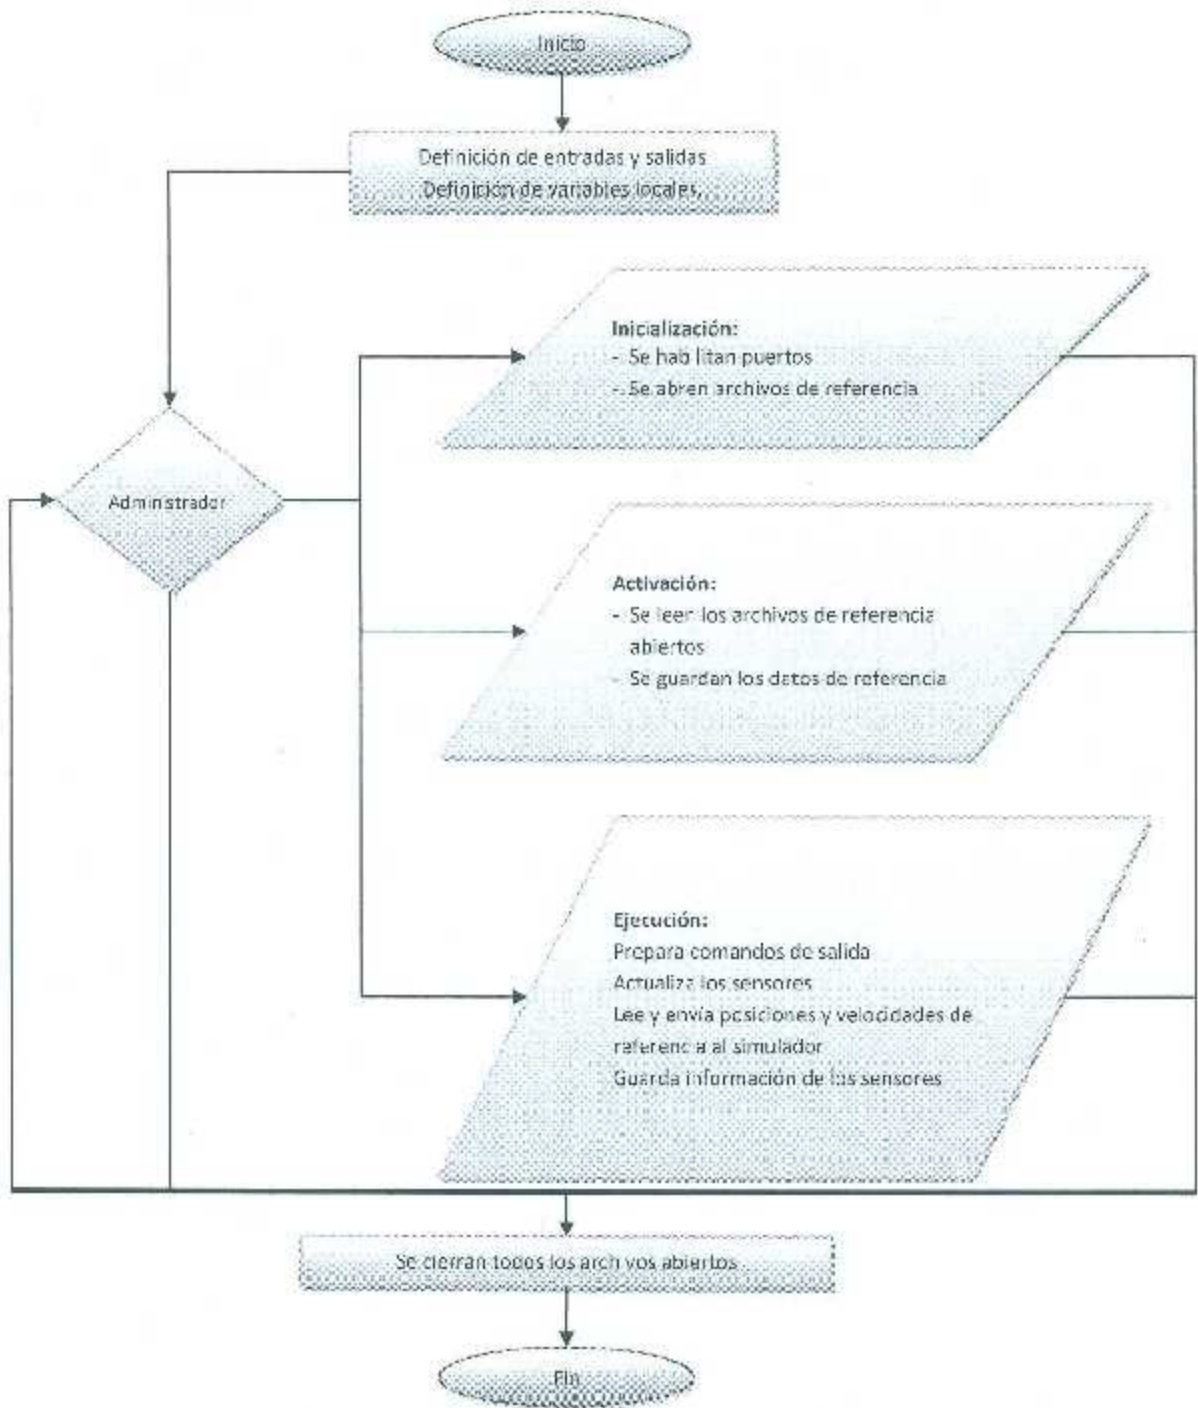 Inicio
Definición de entradas y salidas
Definición de variables locales.
Inicialización:
- Se hab litan puertos
- Se abren archivos de referencia
Administrador
Activación:
- Se leen los archivos de referencia
abiertos
- Se guardan los datos de referencia
Ejecución:
Prepara comandos de salida
Actualiza los sensores
Lee y envía posiciones y velocidades de
referencia al simulador
Guarda información de los sensores
Se cierran todos los arch vos abiertos
Fin